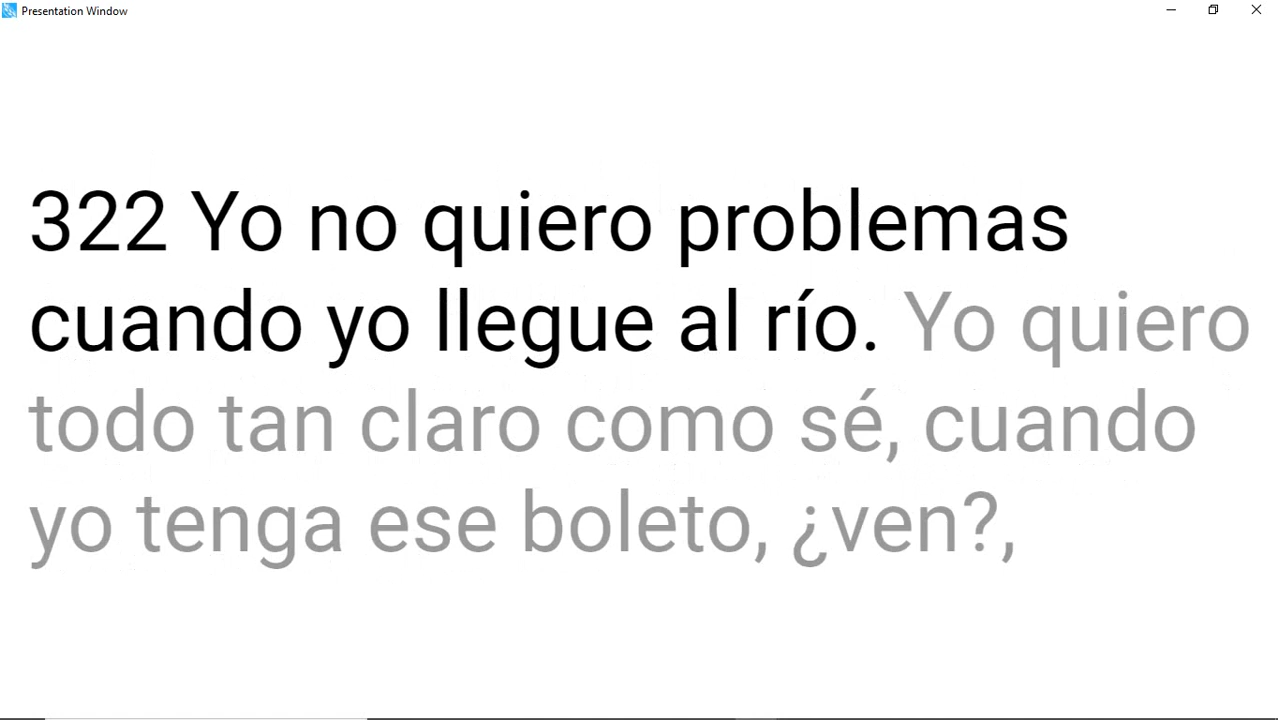 Presentation Window
322 Yo no quiero problemas
cuando yo llegue al río. Yo quiero
todo tan claro como sé, cuando
yo tenga ese boleto, ¿ven?,